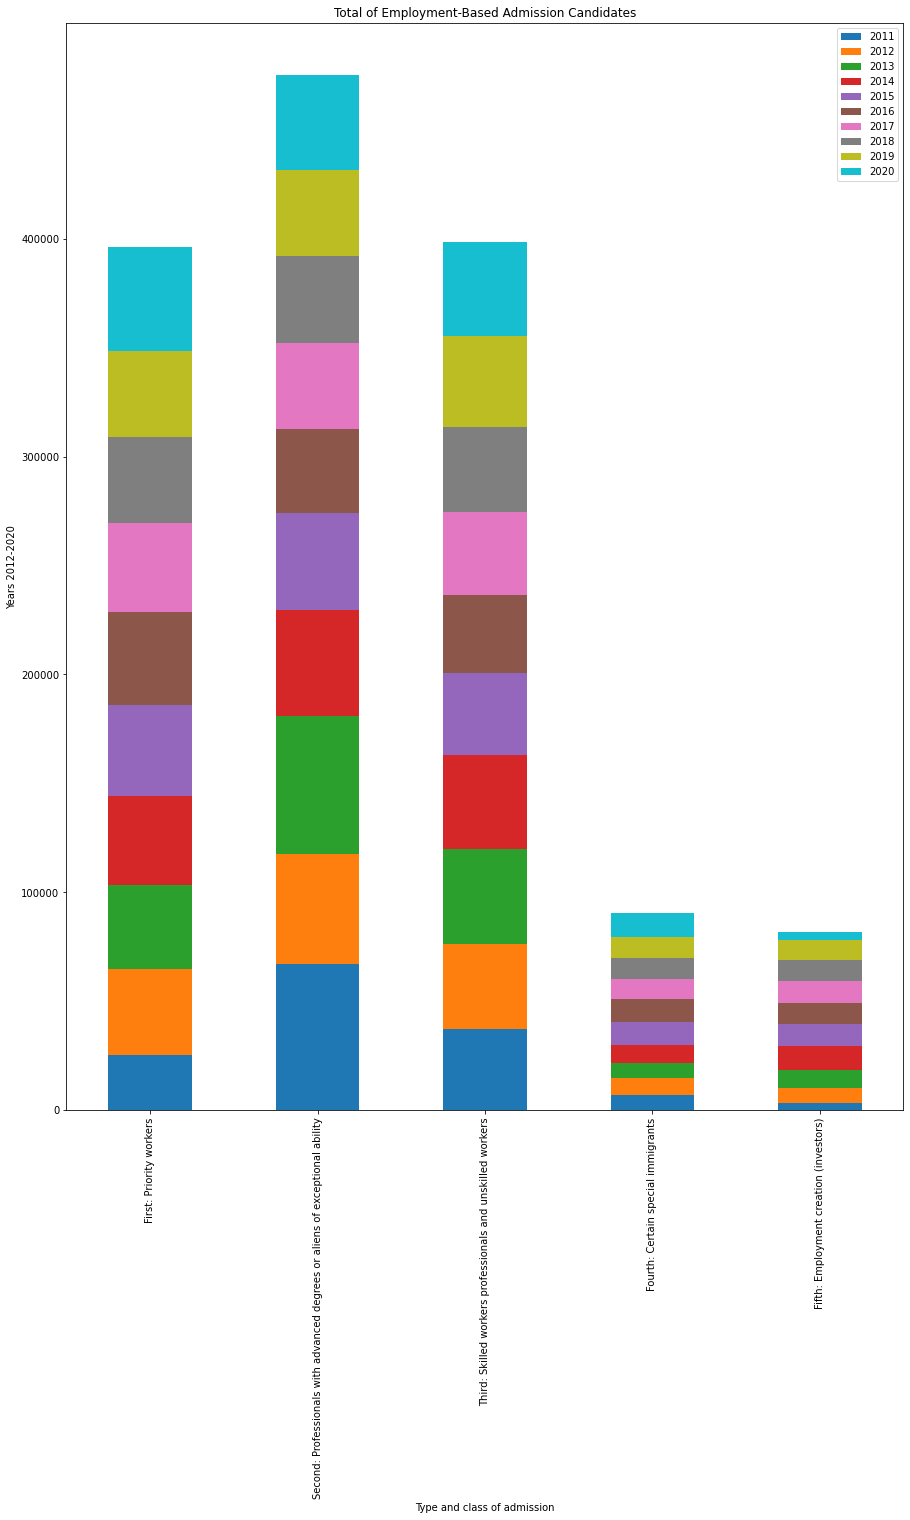 Total of Employment-Based Admission Candidates
2011
2012
2013
2014
2015
2016
2017
2018
2019
2020
400000
300000
200000
100000
0
Years 2012-2020
First: Priority workers
Second: Professionals with advanced degrees or aliens of exceptional ability
Third: Skilled workers professionals and unskilled workers
Fourth: Certain special immigrants
Fifth: Employment creation (investors)
Type and class of admission